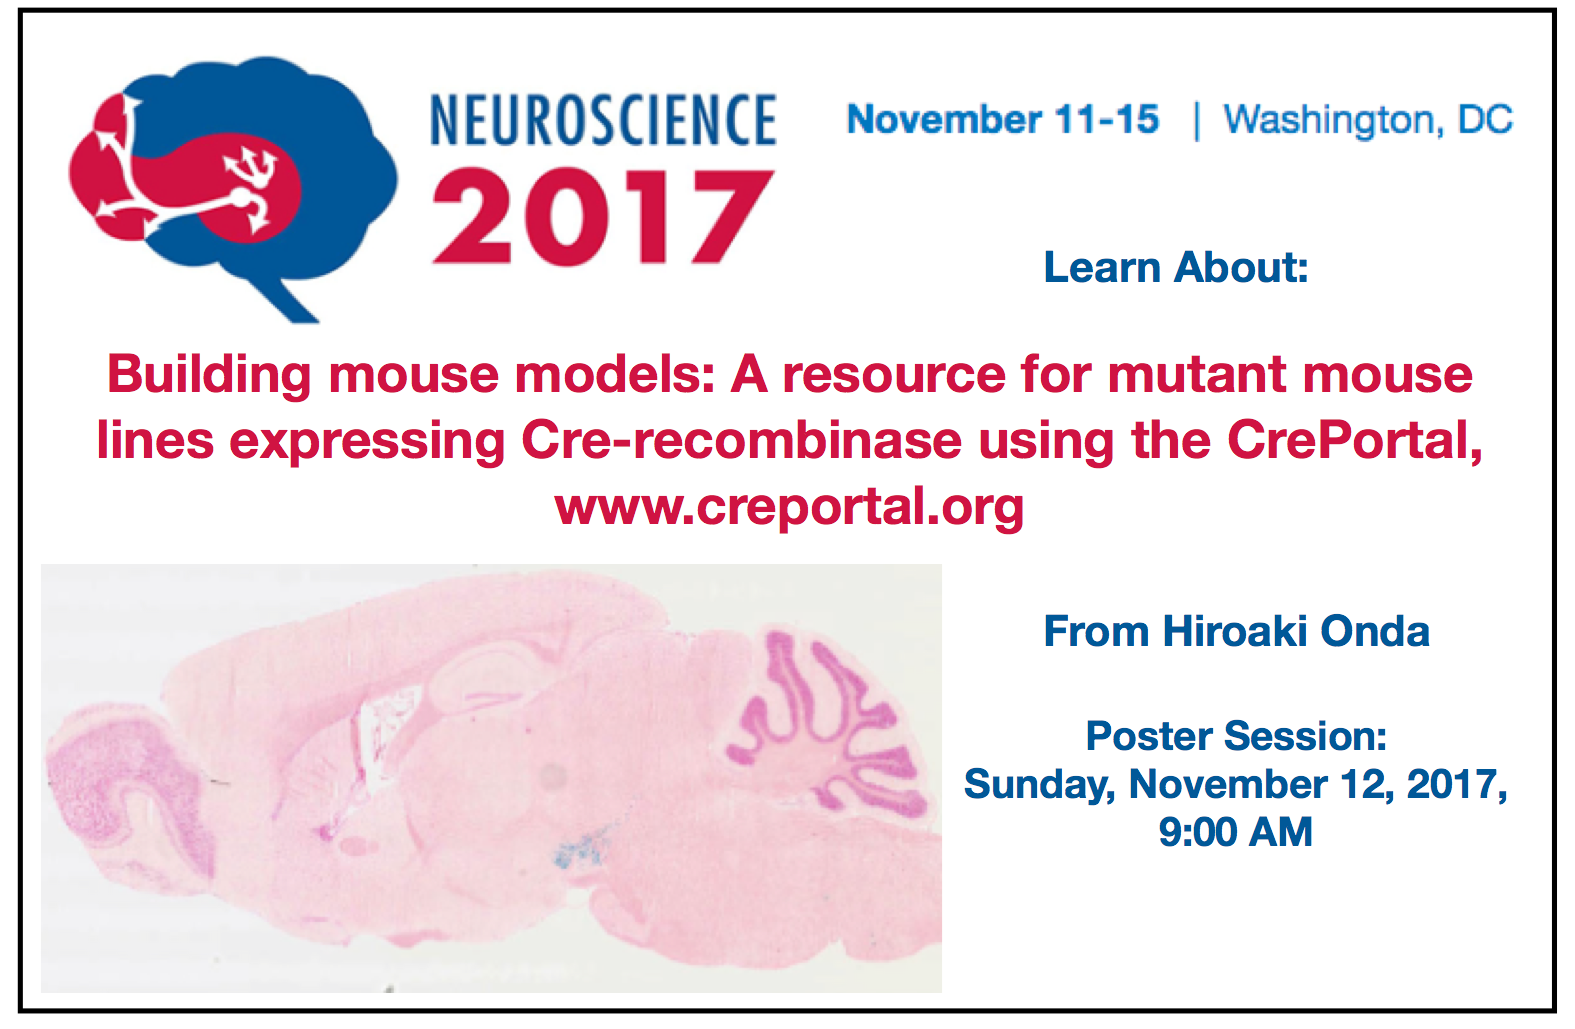 NEUROSCIENCE
2017
November 11-15 | Washington, DC
Learn About:
Building mouse models: A resource for mutant mouse
lines expressing Cre-recombinase using the CrePortal,
www.creportal.org
From Hiroaki Onda
Poster Session:
Sunday, November 12, 2017,
9:00 AM